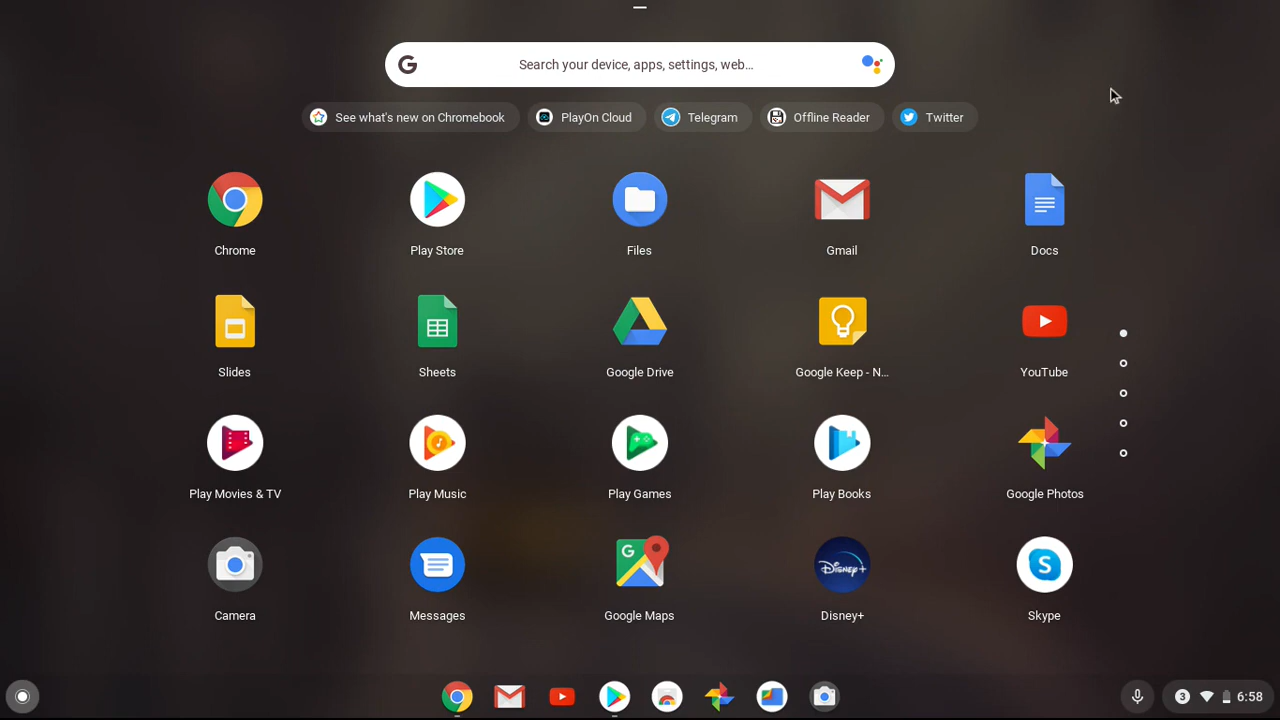 G Search your device, apps, settings, web…
See what's new on Chromebook PlayOn Cloud Telegram Offline Reader Twitter
Chrome Play Store Files Gmail Docs
Slides Sheets Google Drive Google Keep - N… YouTube
Play Movies & TV Play Music Play Games Play Books Google Photos
G Disney+ S
Camera Messages Google Maps Disney+ Skype
3 6:58